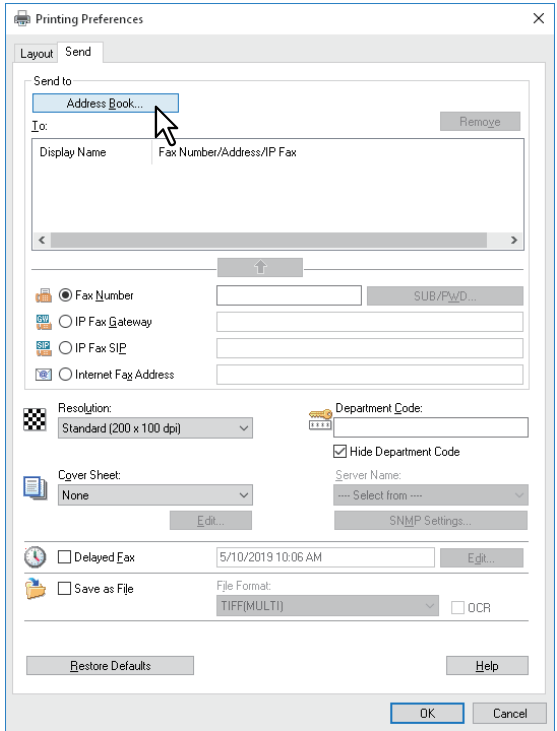 Printing Preferences
Layout Send
Send to
Address Book...
To:
Remove
Display Name Fax Number/Address/IP Fax
Fax Number SUB/PWD...
IP Fax Gateway
IP Fax SIP
Internet Fax Address
Resolution: Department Code:
Standard (200 x 100 dpi)
Hide Department Code
Cover Sheet: Server Name:
None ---- Select from ----
Edit... SNMP Settings...
Delayed Fax 5/10/2019 10:06 AM Edit...
Save as File File Format:
TIFF(MULTI) OCR
Restore Defaults Help
OK Cancel